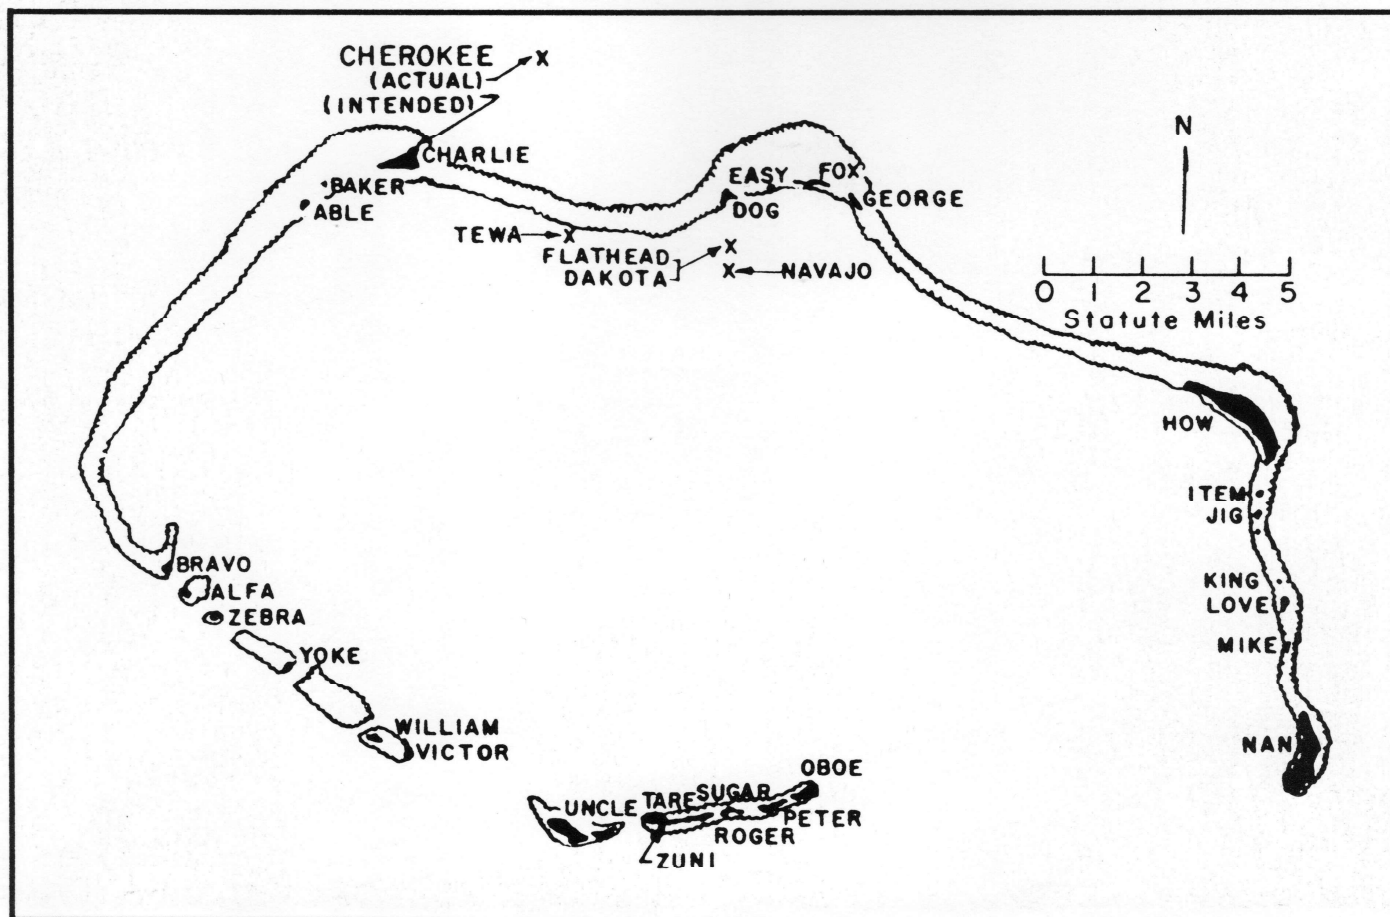 CHEROKEE
(ACTUAL)
(INTENDED)
x
CHARLIE
BAKER
ABLE
TEWA
x
FLATHEAD
DAKOTA
x
x
NAVAJO
EASY
FOX
DOG
GEORGE
N
0 1 2 3 4 5
Statute Miles
HOW
ITEM
JIG
KING
LOVE
MIKE
NAN
BRAVO
ALFA
ZEBRA
YOKE
WILLIAM
VICTOR
UNCLE
TARE
SUGAR
OBOE
PETER
ROGER
ZUNI